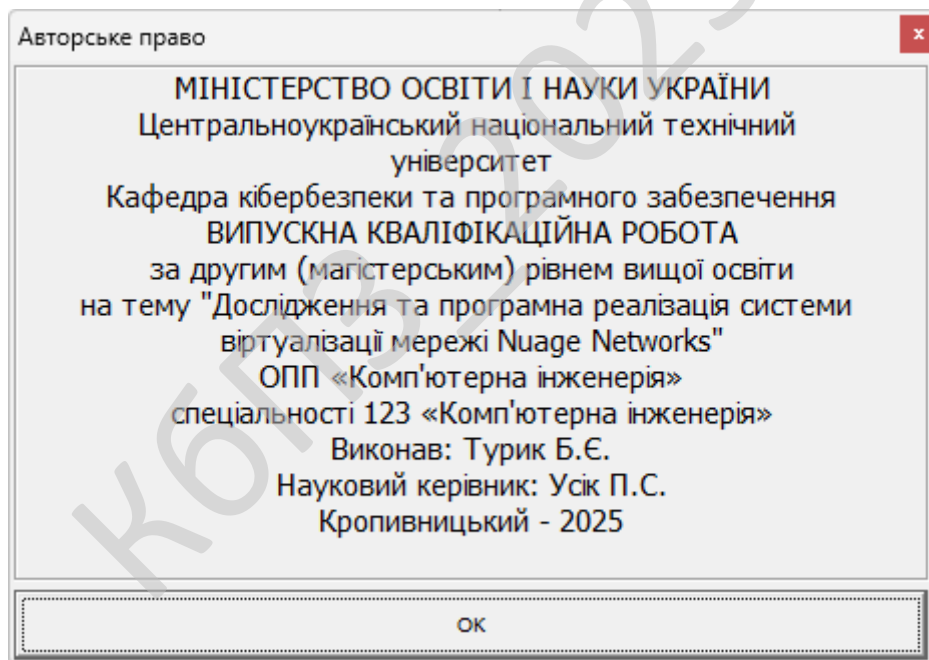 Авторське право
x
МІНІСТЕРСТВО ОСВІТИ І НАУКИ УКРАЇНИ
Центральноукраїнський національний технічний
університет
Кафедра кібербезпеки та програмного забезпечення
ВИПУСКНА КВАЛІФІКАЦІЙНА РОБОТА
за другим (магістерським) рівнем вищої освіти
на тему "Дослідження та програмна реалізація системи
віртуалізації мережі Nuage Networks"
ОПП «Комп'ютерна інженерія»
спеціальності 123 «Комп'ютерна інженерія»
Виконав: Турик Б.Є.
Науковий керівник: Усік П.С.
Кропивницький - 2025
ОК